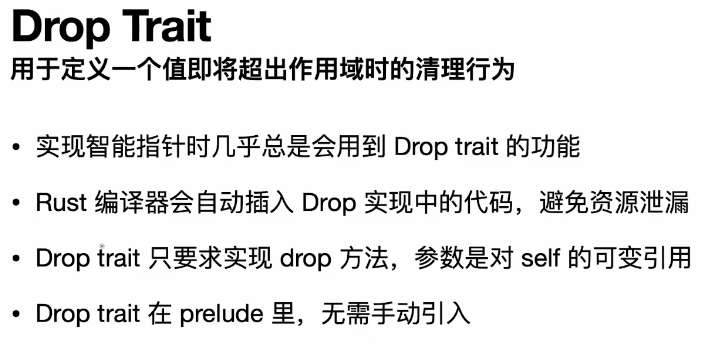 Drop Trait
用于定义一个值即将超出作用域时的清理行为
• 实现智能指针时几乎总是会用到 Drop trait 的功能
• Rust 编译器会自动插入 Drop 实现中的代码，避免资源泄漏
• Drop trait 只要求实现 drop 方法，参数是对 self 的可变引用
• Drop trait 在 prelude 里，无需手动引入